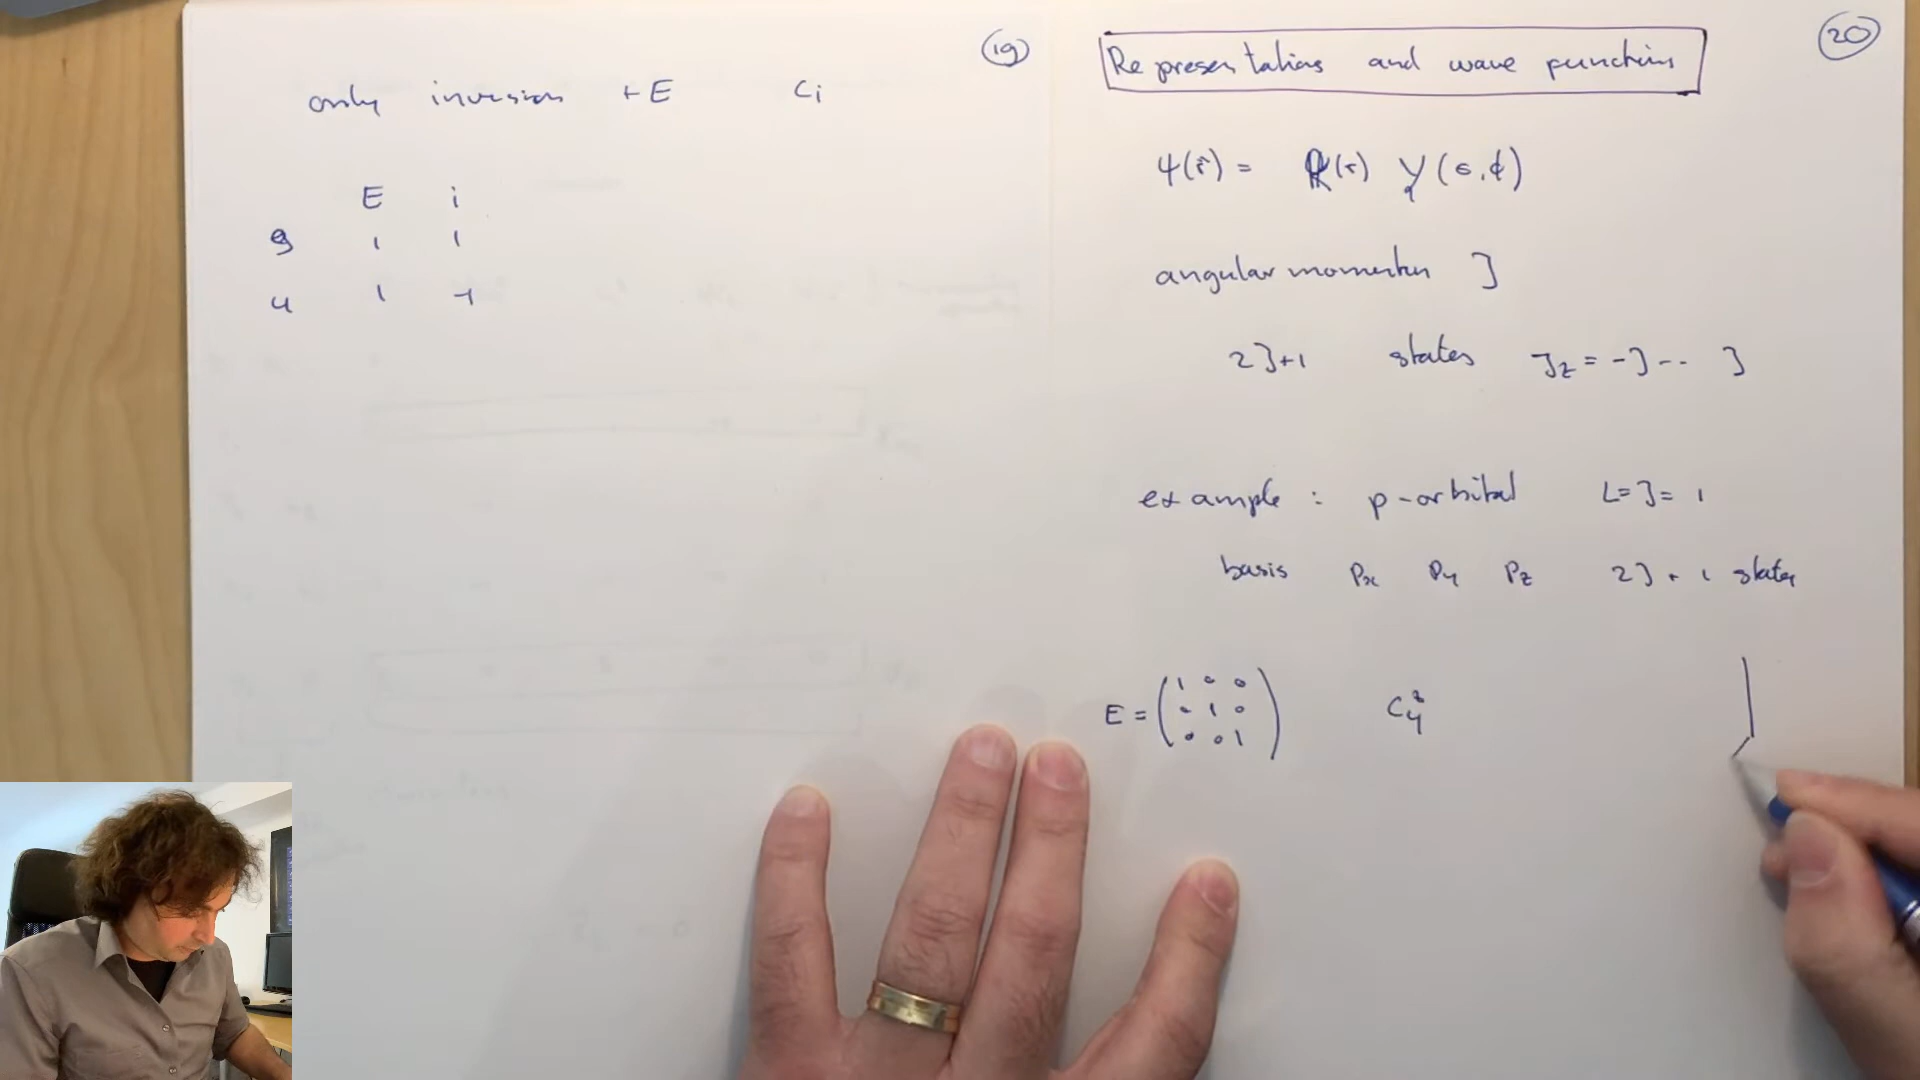 19
only inversion + E Ci
E i
g 1 1
u 1 -1
20
Representations and wave functions
Ψ(r⃗) = R(r) Y(θ,ϕ)
angular momentum J
2J+1 states Jz = -J -- J
example : p-orbital L=J=1
basis Px Py Pz 2J+1 states
E = (1 0 0
0 1 0
0 0 1) C4z